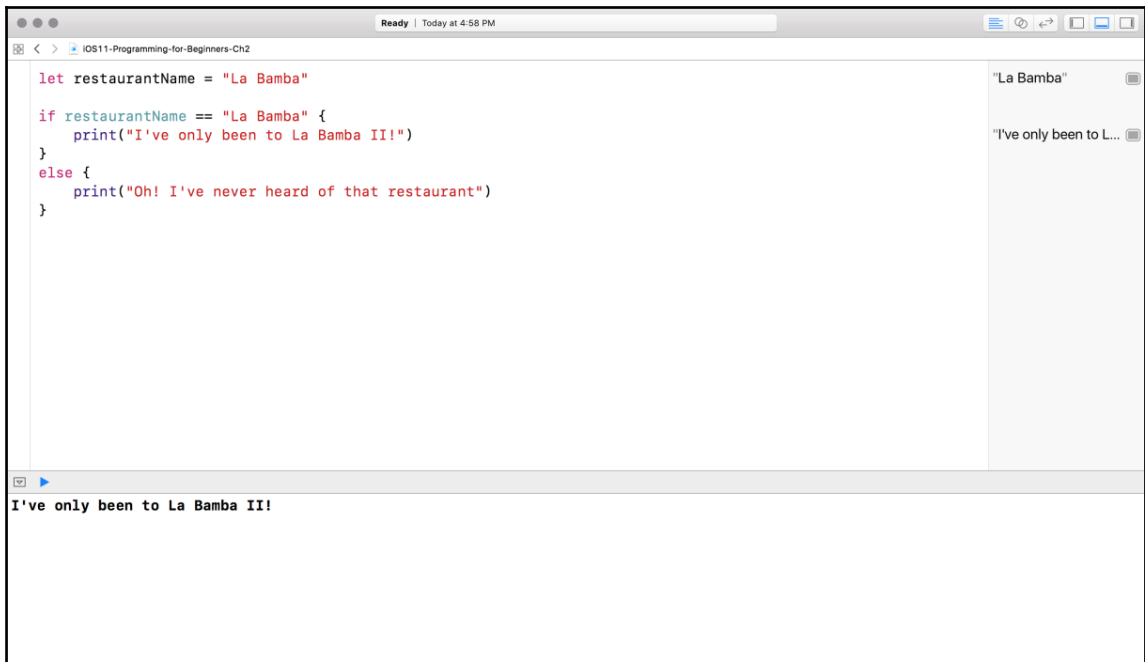 Ready | Today at 4:58 PM
iOS11-Programming-for-Beginners-Ch2
let restaurantName = "La Bamba"
"La Bamba"
if restaurantName == "La Bamba" {
print("I've only been to La Bamba II!")
"I've only been to L...
}
else {
print("Oh! I've never heard of that restaurant")
}
I've only been to La Bamba II!